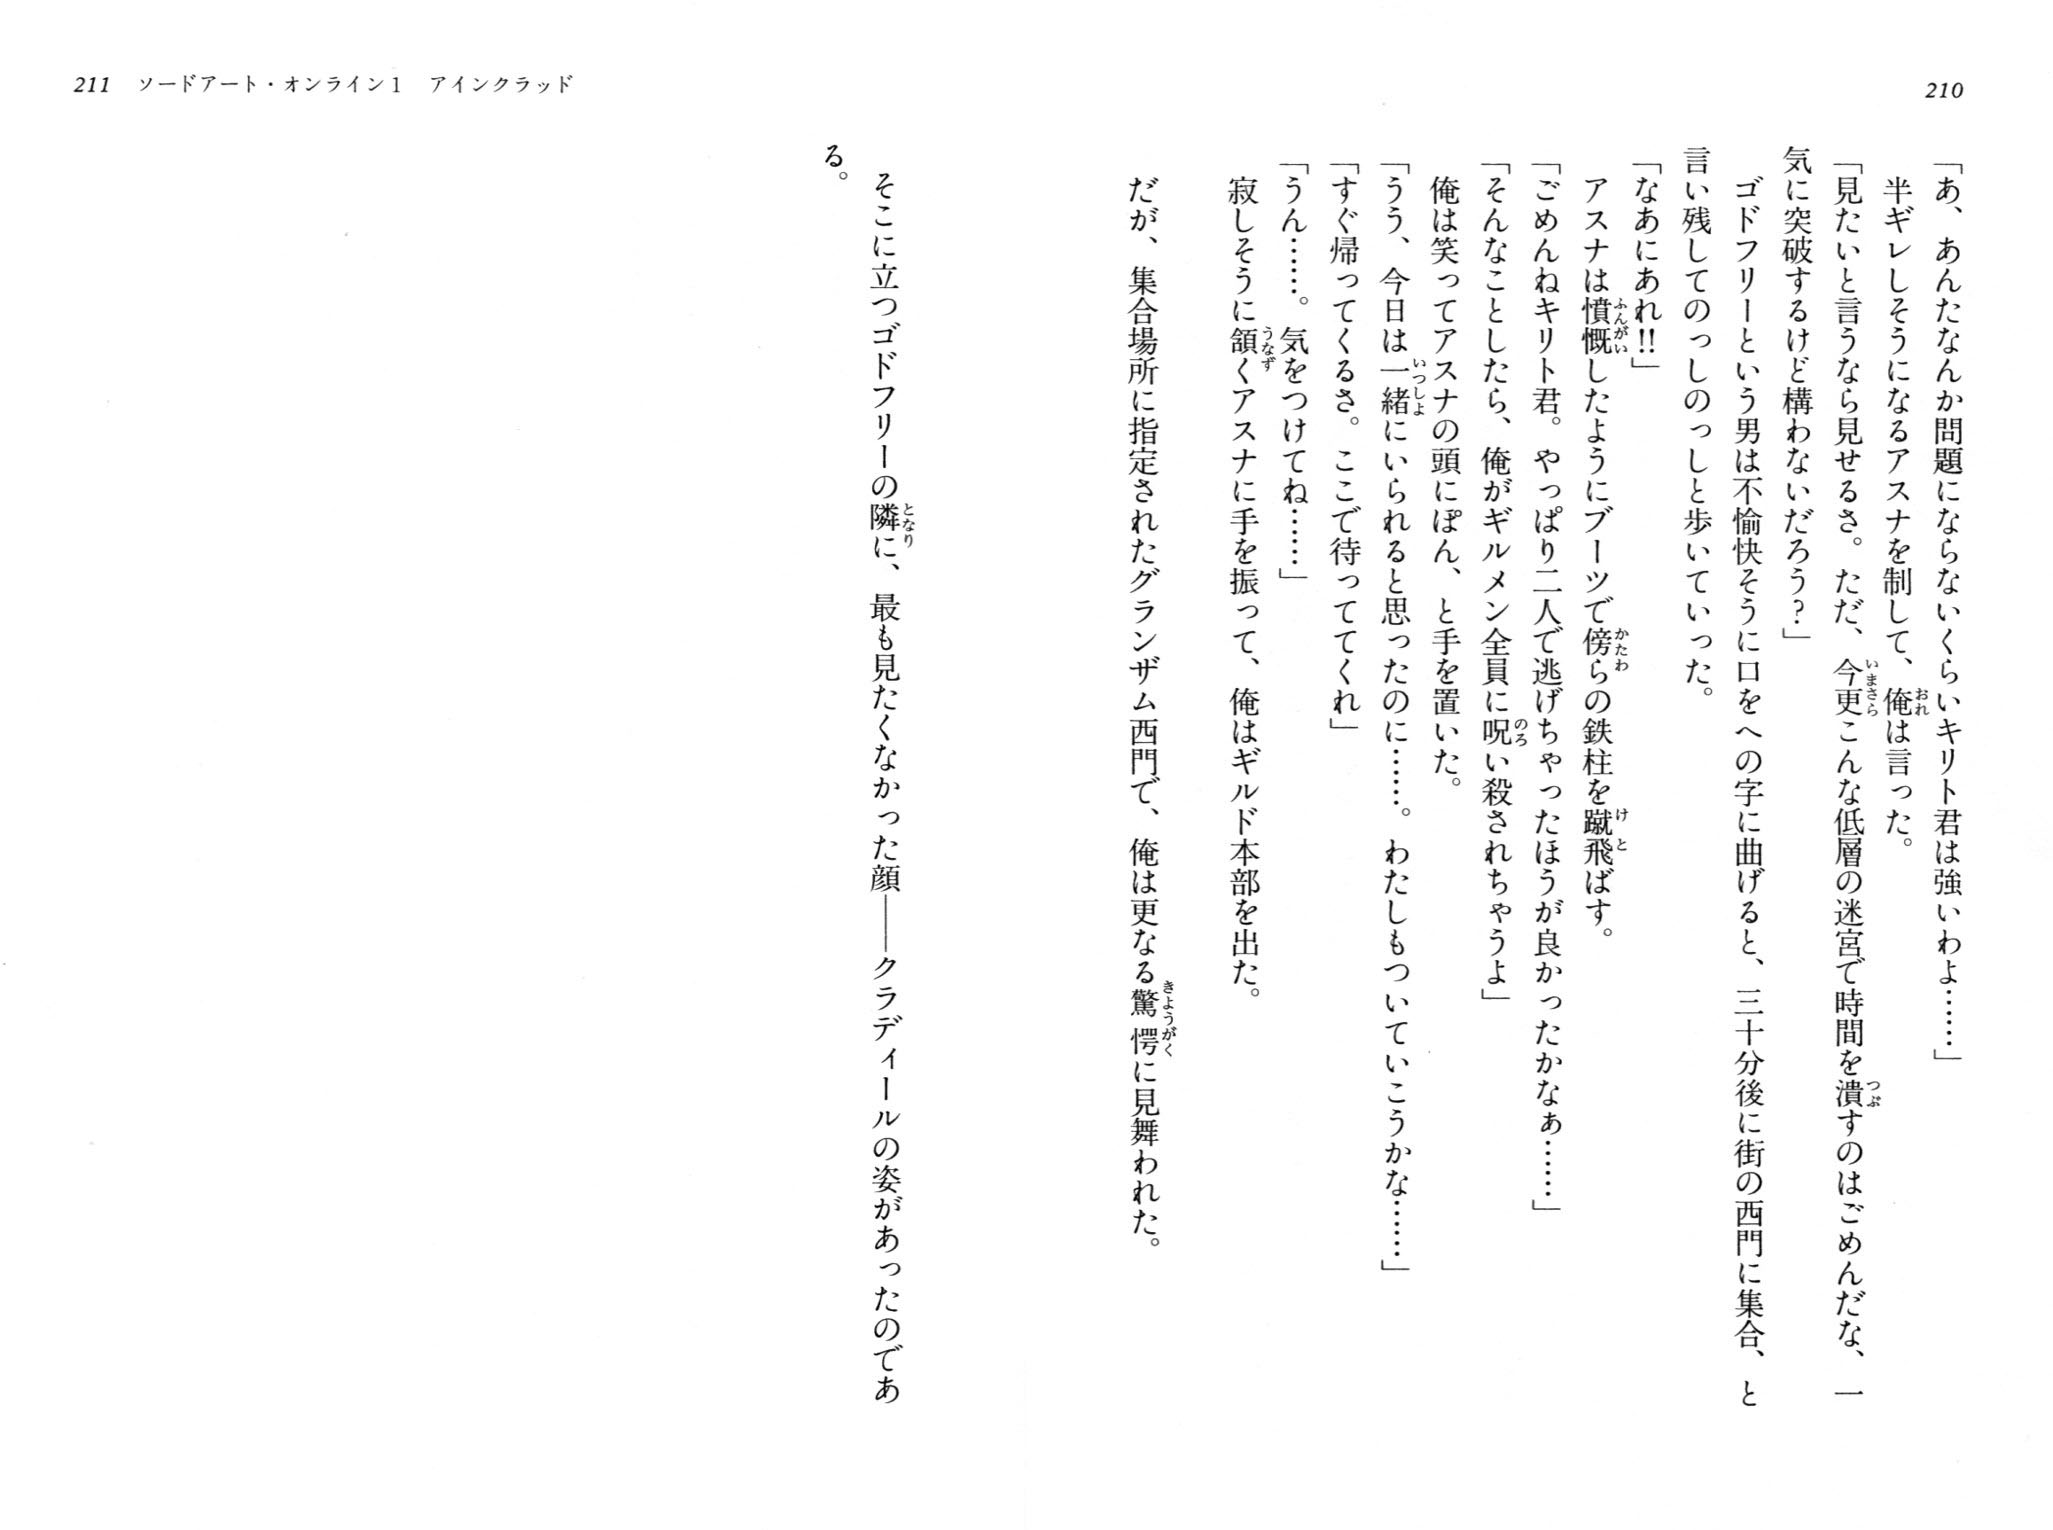 210
「あ、あんたなんか問題にならないくらいキリト君は強いわよ……」
半ギレしそうになるアスナを制して、俺は言った。
「見たいと言うなら見せるさ。ただ、今更こんな低層の迷宮で時間を潰すのはごめんだな、一
気に突破するけど構わないだろう?」
ゴドフリーという男は不愉快そうに口をへの字に曲げると、三十分後に街の西門に集合、と
言い残してのっしのっしと歩いていった。
「なあにあれ!!」
アスナは憤慨したようにブーツで傍らの鉄柱を蹴飛ばす。
「ごめんねキリト君。やっぱり二人で逃げちゃったほうが良かったかなぁ……」
「そんなことしたら、俺がギルメン全員に呪い殺されちゃうよ」
俺は笑ってアスナの頭にぽん、と手を置いた。
「うう、今日は一緒にいられると思ったのに……。わたしもついていこうかな……」
「すぐ帰ってくるさ。ここで待っててくれ」
「うん……。気をつけてね……」
寂しそうに頷くアスナに手を振って、俺はギルド本部を出た。
だが、集合場所に指定されたグランザム西門で、俺は更なる驚愕に見舞われた。
211 ソードアート・オンライン1 アインクラッド
そこに立つゴドフリーの隣に、最も見たくなかった顔――クラディールの姿があったのであ
る。